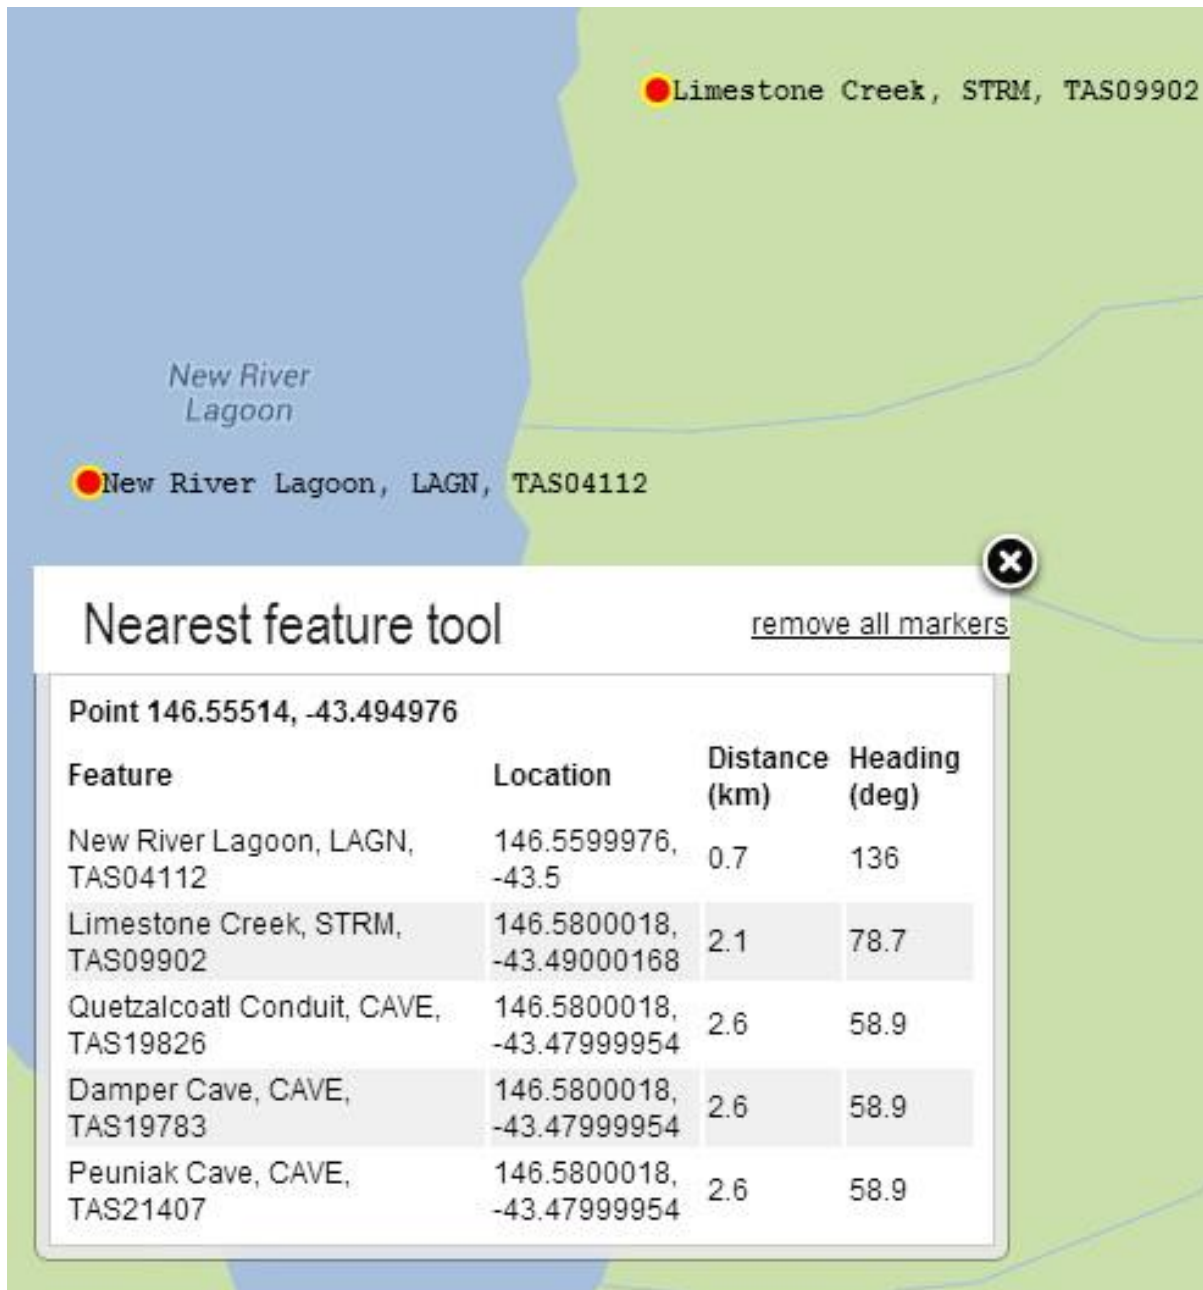 Limestone Creek, STRM, TAS09902
New River
Lagoon
New River Lagoon, LAGN, TAS04112
Nearest feature tool
remove all markers
Point 146.55514, -43.494976
Feature Location Distance (km) Heading (deg)
New River Lagoon, LAGN, TAS04112 146.5599976, -43.5 0.7 136
Limestone Creek, STRM, TAS09902 146.5800018, -43.49000168 2.1 78.7
Quetzalcoatl Conduit, CAVE, TAS19826 146.5800018, -43.47999954 2.6 58.9
Damper Cave, CAVE, TAS19783 146.5800018, -43.47999954 2.6 58.9
Peuniak Cave, CAVE, TAS21407 146.5800018, -43.47999954 2.6 58.9